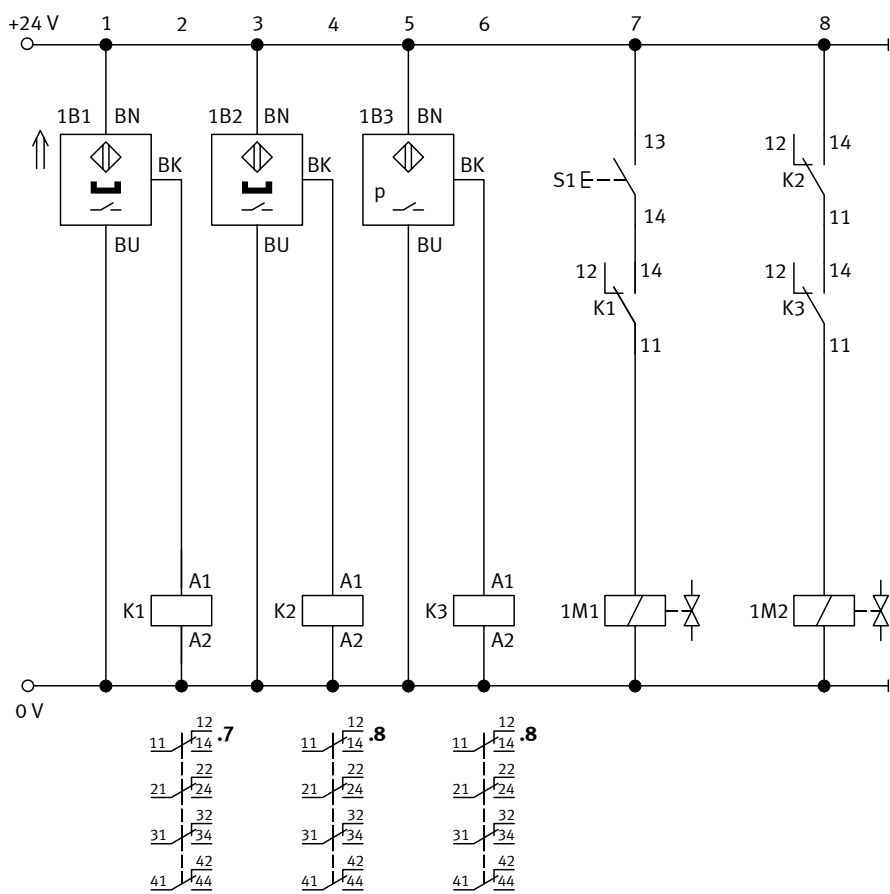 +24 V 1 2 3 4 5 6 7 8
1B1 BN 1B2 BN 1B3 BN
13 12 14
BK BK BK S1 K2
p
14 11
BU BU BU
12 14 12 14
K1 K3
11 11
A1 A1 A1
K1 K2 K3 1M1 1M2
A2 A2 A2
0 V
12 .7 12 .8 12 .8
11 14 11 14 11 14
22 22 22
21 24 21 24 21 24
32 32 32
31 34 31 34 31 34
42 42 42
41 44 41 44 41 44